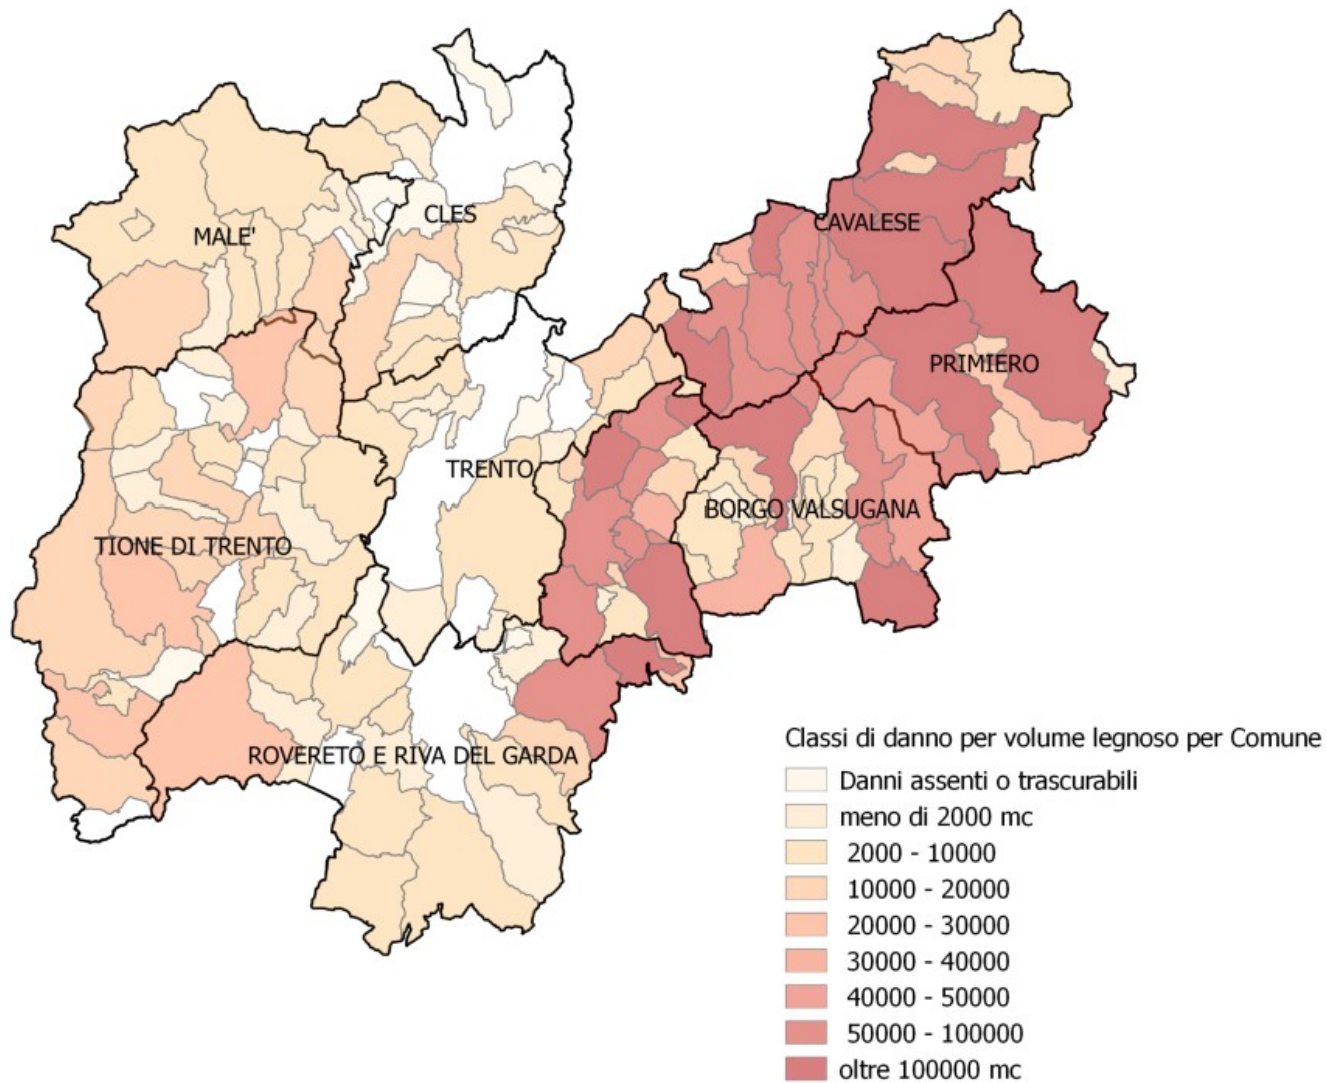 CLES
MALE'
CAVALESE
PRIMIERO
TRENTO
BORGO VALSUGANA
TIONE DI TRENTO
ROVERETO E RIVA DEL GARDA
Classi di danno per volume legnoso per Comune
Danni assenti o trascurabili
meno di 2000 mc
2000 - 10000
10000 - 20000
20000 - 30000
30000 - 40000
40000 - 50000
50000 - 100000
oltre 100000 mc